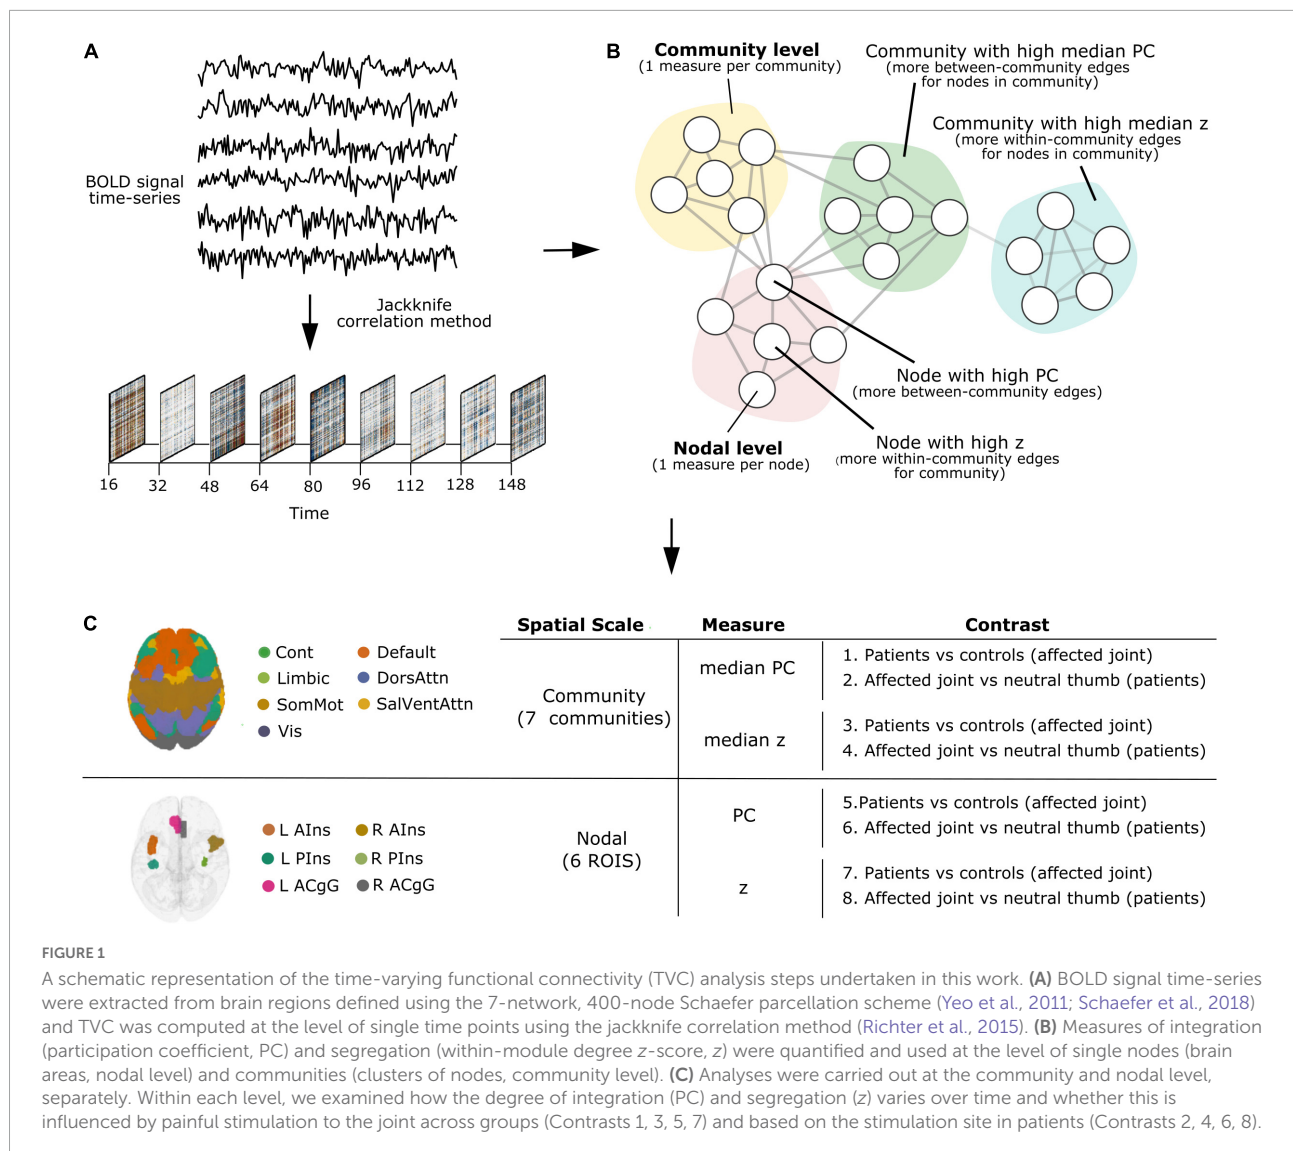 A
BOLD signal
time-series
Jackknife
correlation method
16 32 48 64 80 96 112 128 148
Time
B
Community level
(1 measure per community)
Community with high median PC
(more between-community edges
for nodes in community)
Community with high median z
(more within-community edges
for nodes in community)
Node with high PC
(more between-community edges)
Node with high z
(more within-community edges
for community)
Nodal level
(1 measure per node)
C
Cont Default
Limbic DorsAttn
SomMot SalVentAttn
Vis
L AIns R AIns
L PIns R PIns
L ACgG R ACgG
Spatial Scale Measure Contrast
Community
(7 communities)
median PC
1. Patients vs controls (affected joint)
2. Affected joint vs neutral thumb (patients)
median z
3. Patients vs controls (affected joint)
4. Affected joint vs neutral thumb (patients)
Nodal
(6 ROIS)
PC
5.Patients vs controls (affected joint)
6. Affected joint vs neutral thumb (patients)
z
7. Patients vs controls (affected joint)
8. Affected joint vs neutral thumb (patients)
FIGURE 1
A schematic representation of the time-varying functional connectivity (TVC) analysis steps undertaken in this work. (A) BOLD signal time-series
were extracted from brain regions defined using the 7-network, 400-node Schaefer parcellation scheme (Yeo et al., 2011; Schaefer et al., 2018)
and TVC was computed at the level of single time points using the jackknife correlation method (Richter et al., 2015). (B) Measures of integration
(participation coefficient, PC) and segregation (within-module degree z-score, z) were quantified and used at the level of single nodes (brain
areas, nodal level) and communities (clusters of nodes, community level). (C) Analyses were carried out at the community and nodal level,
separately. Within each level, we examined how the degree of integration (PC) and segregation (z) varies over time and whether this is
influenced by painful stimulation to the joint across groups (Contrasts 1, 3, 5, 7) and based on the stimulation site in patients (Contrasts 2, 4, 6, 8).